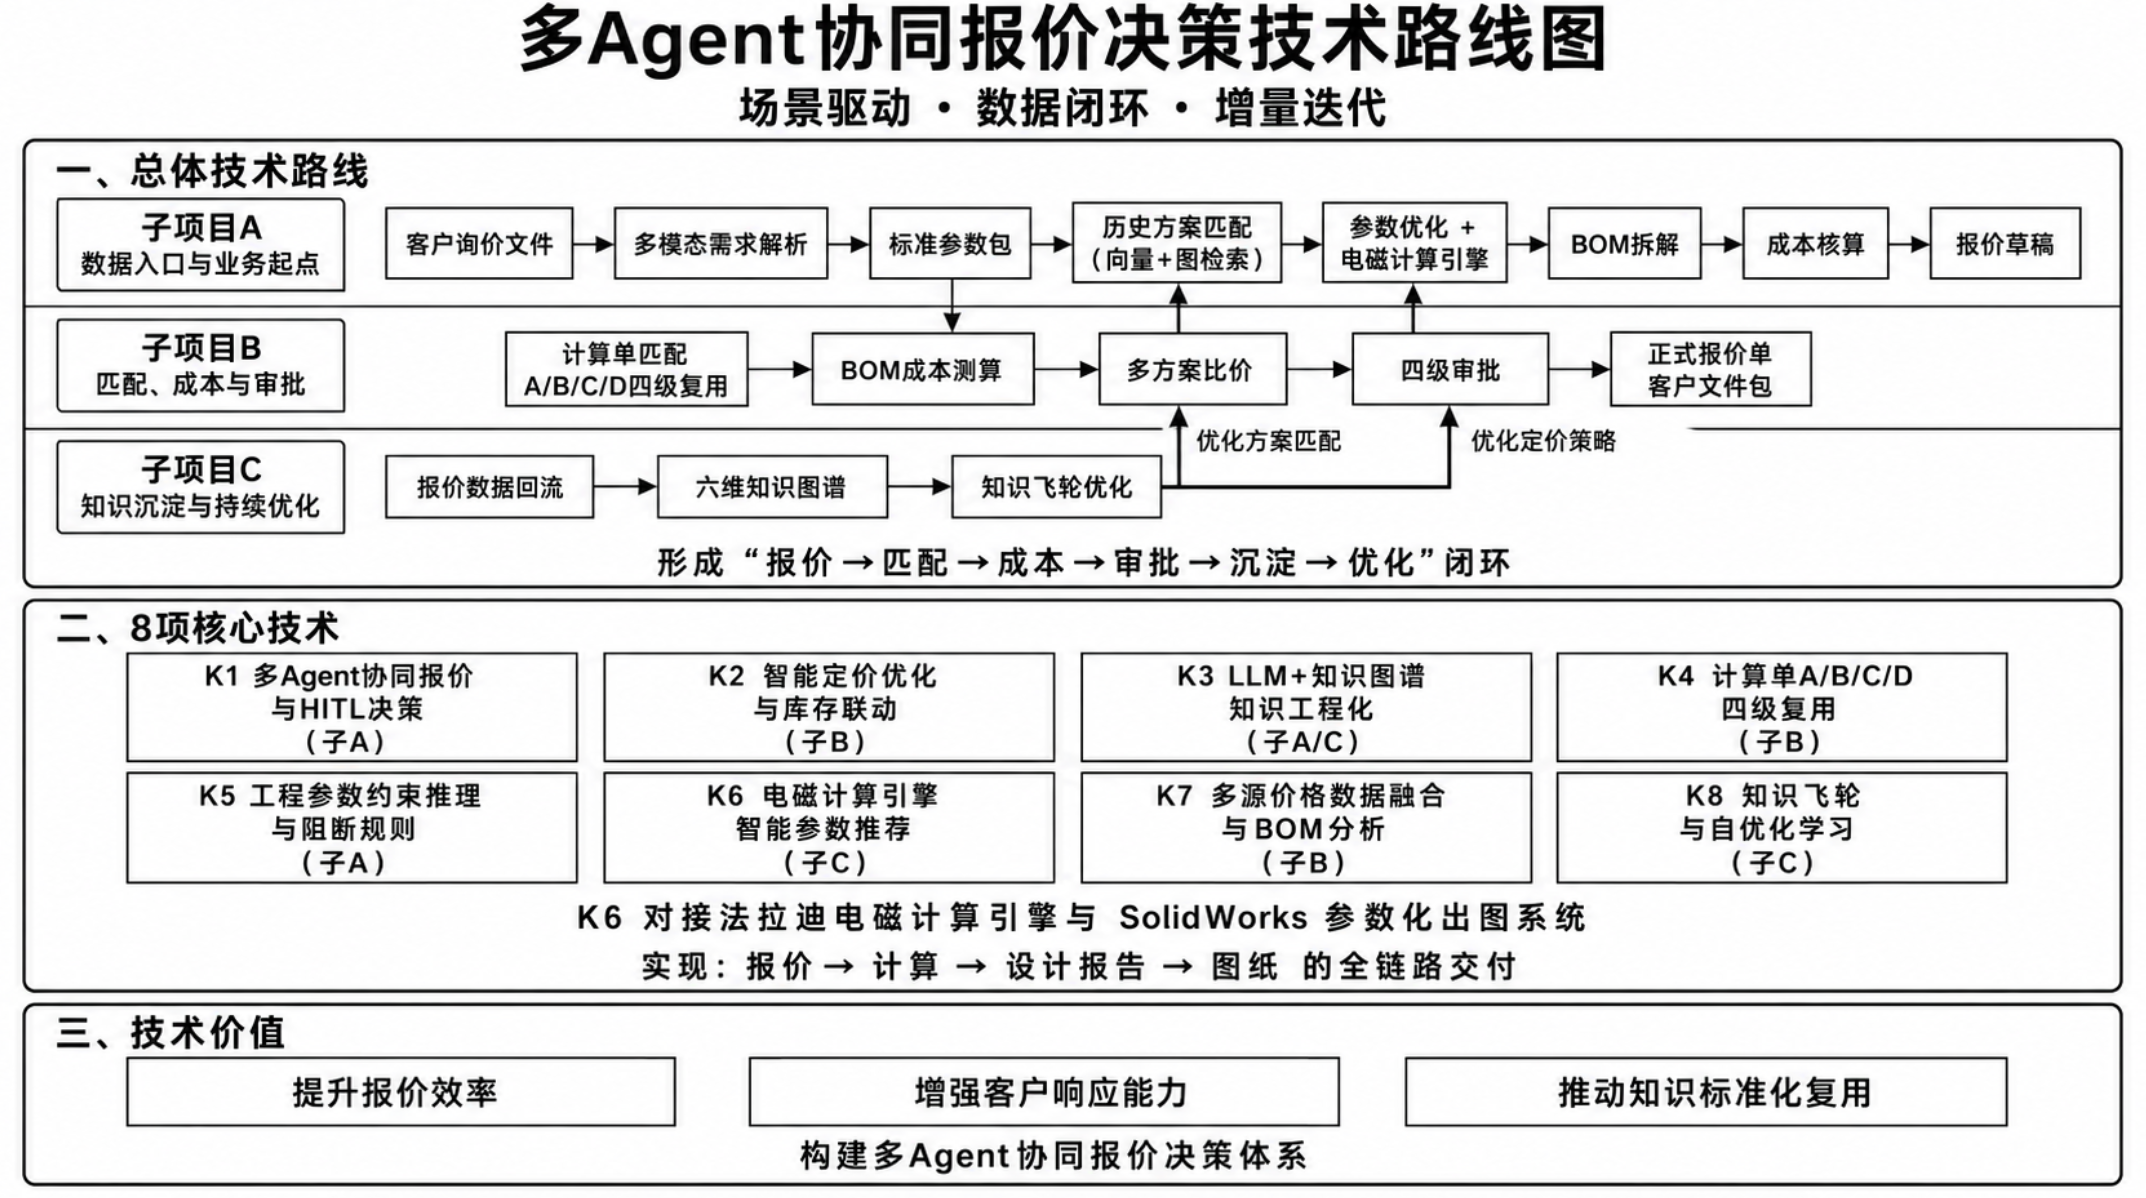 多Agent协同报价决策技术路线图
场景驱动 • 数据闭环 • 增量迭代
一、总体技术路线
子项目A
数据入口与业务起点
客户询价文件
多模态需求解析
标准参数包
历史方案匹配
（向量+图检索）
参数优化 +
电磁计算引擎
BOM拆解
成本核算
报价草稿
子项目B
匹配、成本与审批
计算单匹配
A/B/C/D四级复用
BOM成本测算
多方案比价
四级审批
正式报价单
客户文件包
优化方案匹配
优化定价策略
子项目C
知识沉淀与持续优化
报价数据回流
六维知识图谱
知识飞轮优化
形成“报价→匹配→成本→审批→沉淀→优化”闭环
二、8项核心技术
K1 多Agent协同报价
与HITL决策
（子A）
K2 智能定价优化
与库存联动
（子B）
K3 LLM+知识图谱
知识工程化
（子A/C）
K4 计算单A/B/C/D
四级复用
（子B）
K5 工程参数约束推理
与阻断规则
（子A）
K6 电磁计算引擎
智能参数推荐
（子C）
K7 多源价格数据融合
与BOM分析
（子B）
K8 知识飞轮
与自优化学习
（子C）
K6 对接法拉迪电磁计算引擎与 SolidWorks 参数化出图系统
实现：报价→ 计算 → 设计报告 → 图纸 的全链路交付
三、技术价值
提升报价效率
增强客户响应能力
推动知识标准化复用
构建多Agent协同报价决策体系